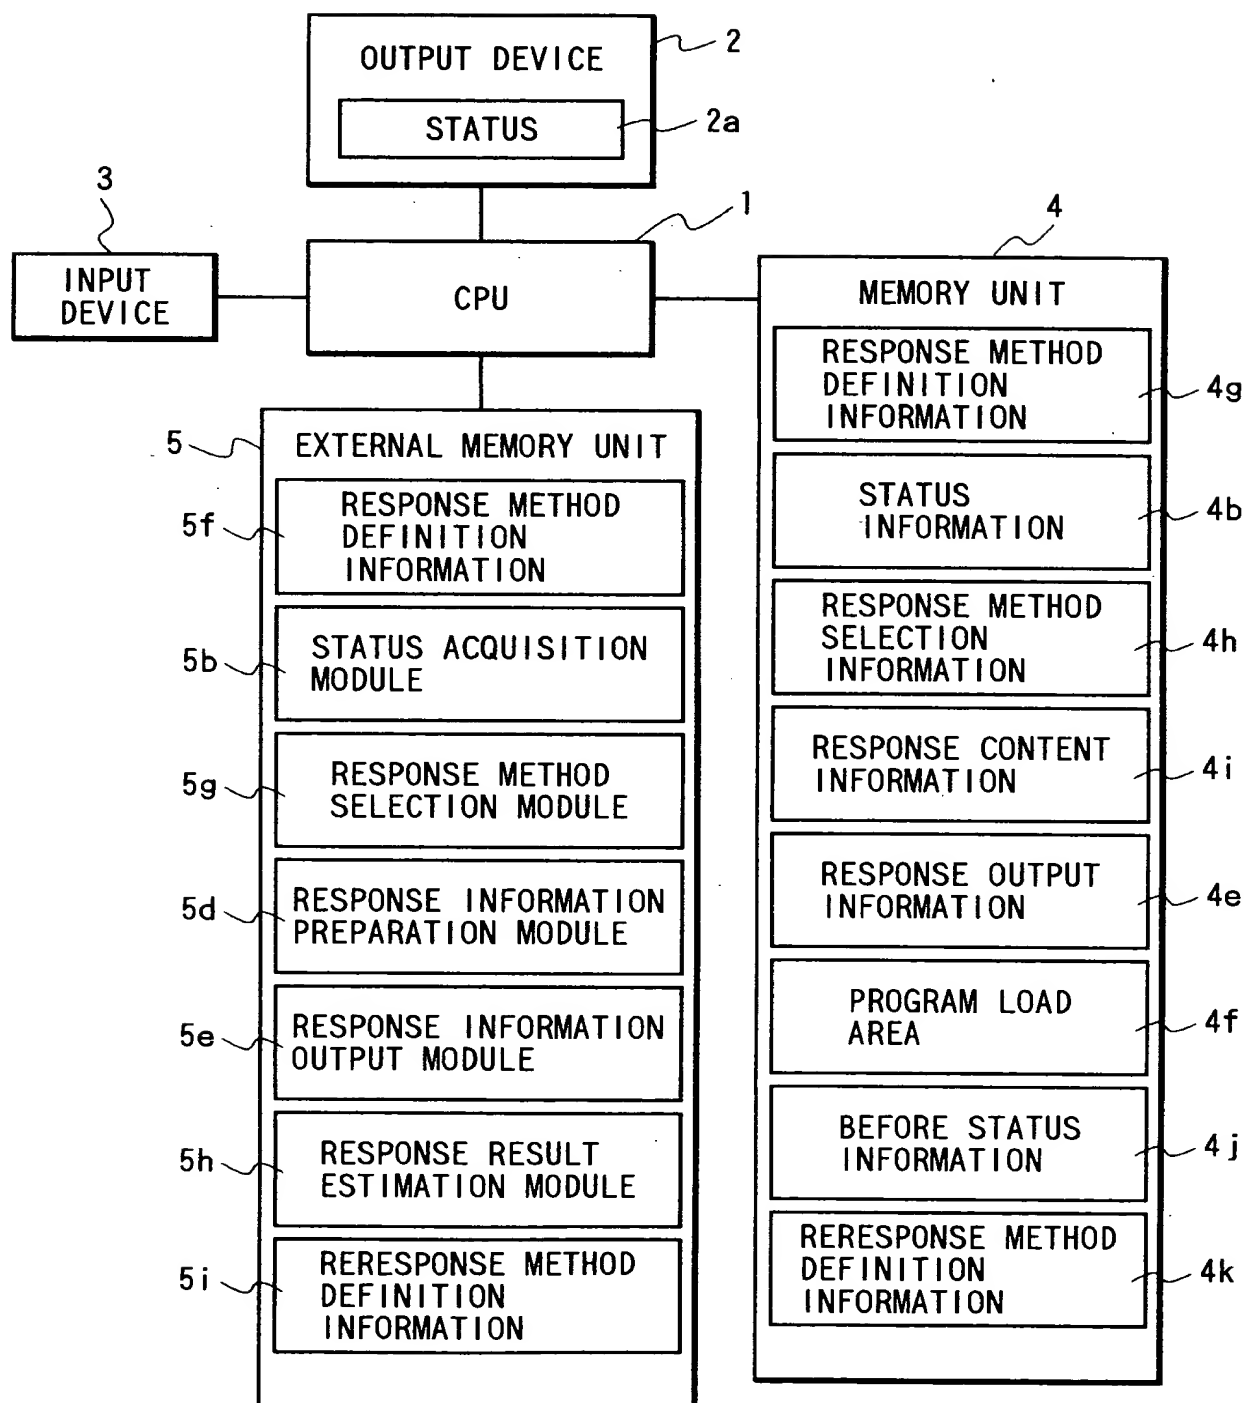 OUTPUT DEVICE
2
STATUS
2a
3
INPUT
DEVICE
1
CPU
4
MEMORY UNIT
RESPONSE METHOD
DEFINITION
INFORMATION
4g
STATUS
INFORMATION
4b
RESPONSE METHOD
SELECTION
INFORMATION
4h
RESPONSE CONTENT
INFORMATION
4i
RESPONSE OUTPUT
INFORMATION
4e
PROGRAM LOAD
AREA
4f
BEFORE STATUS
INFORMATION
4j
RERESPONSE METHOD
DEFINITION
INFORMATION
4k
5
EXTERNAL MEMORY UNIT
5f
RESPONSE METHOD
DEFINITION
INFORMATION
5b
STATUS ACQUISITION
MODULE
5g
RESPONSE METHOD
SELECTION MODULE
5d
RESPONSE INFORMATION
PREPARATION MODULE
5e
RESPONSE INFORMATION
OUTPUT MODULE
5h
RESPONSE RESULT
ESTIMATION MODULE
5i
RERESPONSE METHOD
DEFINITION
INFORMATION